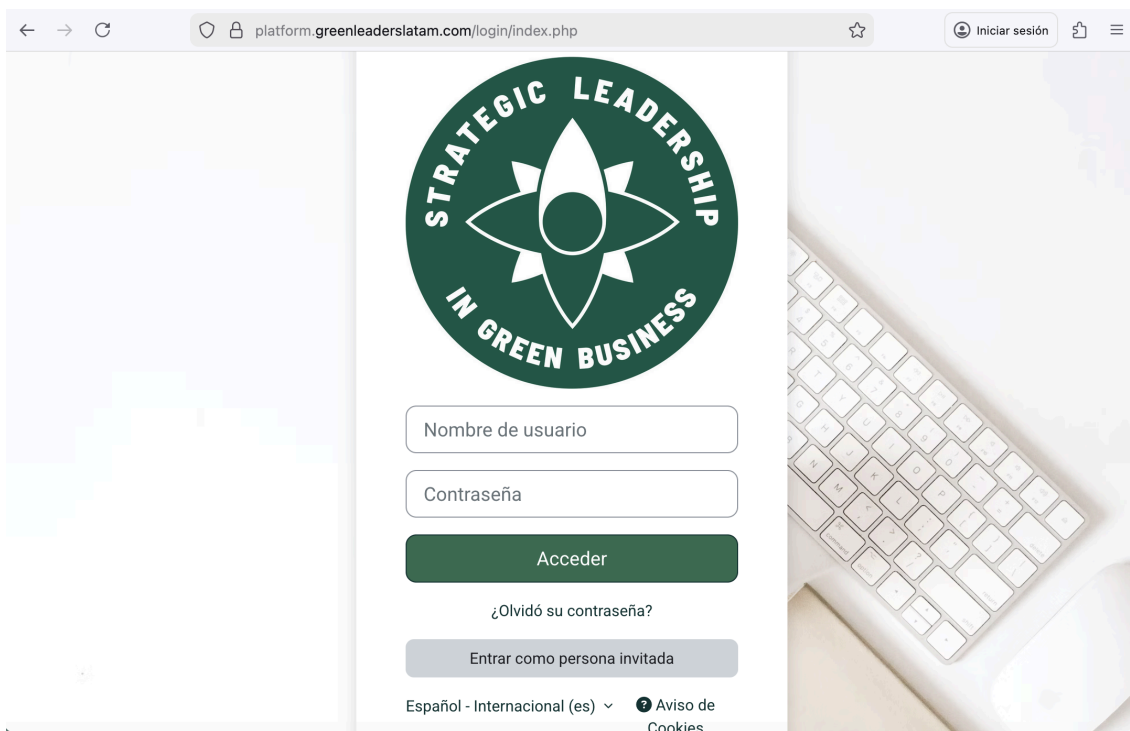 platform.greenleaderslatam.com/login/index.php
Iniciar sesión
STRATEGIC LEADERSHIP
IN GREEN BUSINESS
Nombre de usuario
Contraseña
Acceder
¿Olvidó su contraseña?
Entrar como persona invitada
Español - Internacional (es)
Aviso de
Cookies